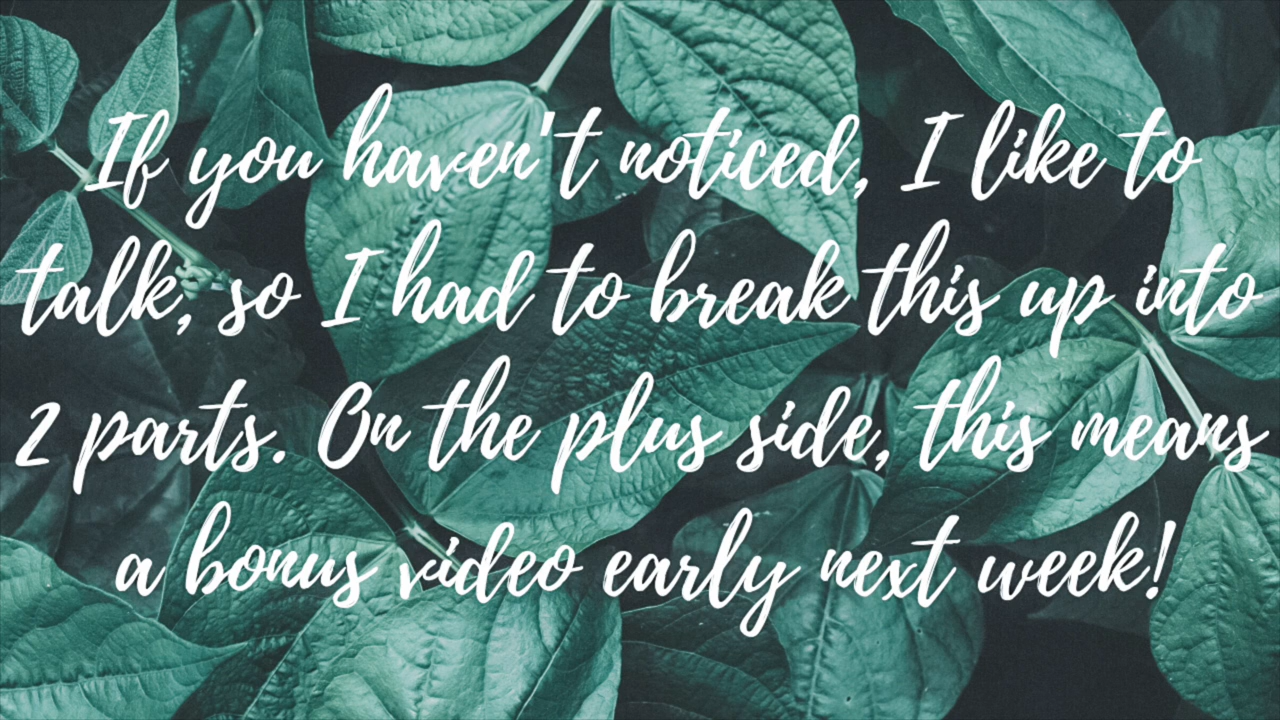 If you haven't noticed, I like to
talk, so I had to break this up into
2 parts. On the plus side, this means
a bonus video early next week!